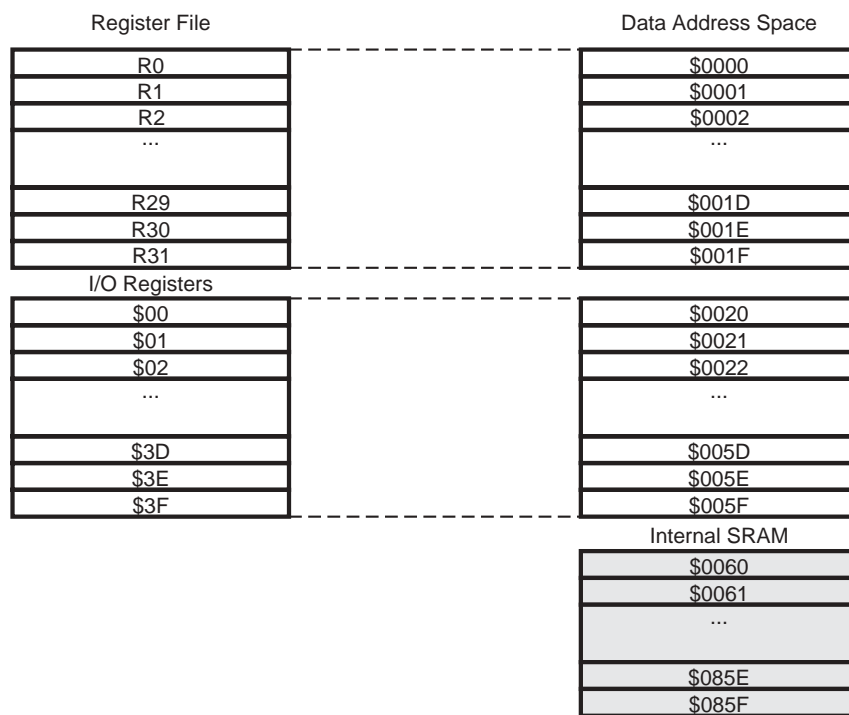 Register File Data Address Space
R0 $0000
R1 $0001
R2 $0002
... ...
R29 $001D
R30 $001E
R31 $001F
I/O Registers
$00 $0020
$01 $0021
$02 $0022
... ...
$3D $005D
$3E $005E
$3F $005F
Internal SRAM
$0060
$0061
...
$085E
$085F